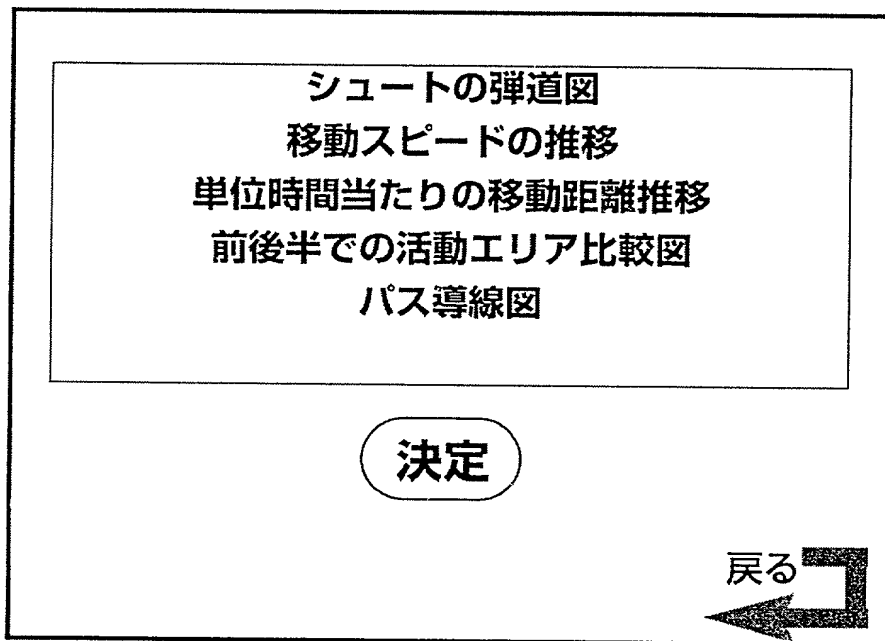 シュートの弾道図
移動スピードの推移
単位時間当たりの移動距離推移
前後半での活動エリア比較図
パス導線図
決定
戻る